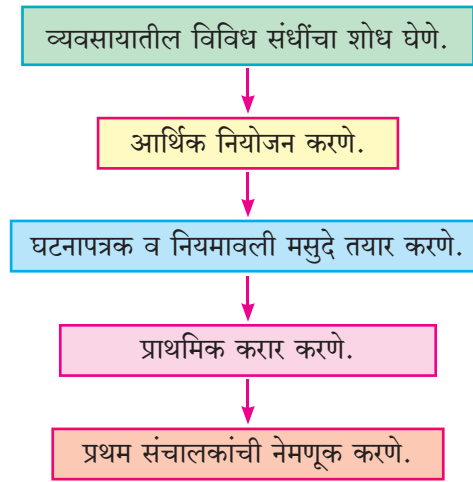 व्यवसायातील विविध संधींचा शोध घेणे.
आर्थिक नियोजन करणे.
घटनापत्रक व नियमावली मसुदे तयार करणे.
प्राथमिक करार करणे.
प्रथम संचालकांची नेमणूक करणे.